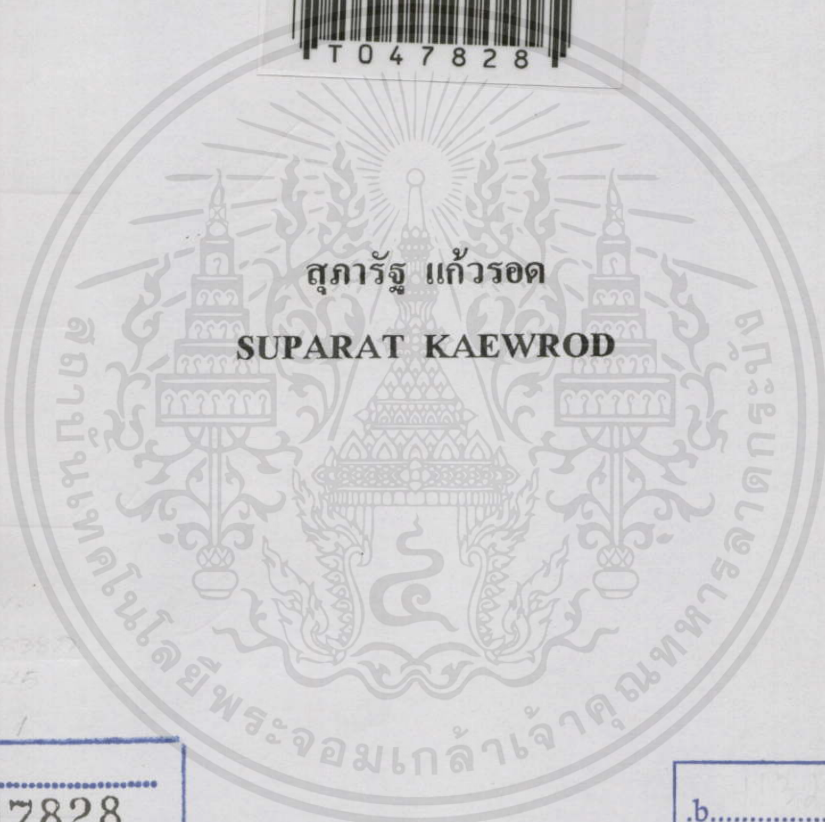 T047828
สุภารัฐ แก้วรอด
SUPARAT KAEWROD
สถาบันเทคโนโลยีพระจอมเกล้าเจ้าคุณทหารลาดกระบัง
7828
.b